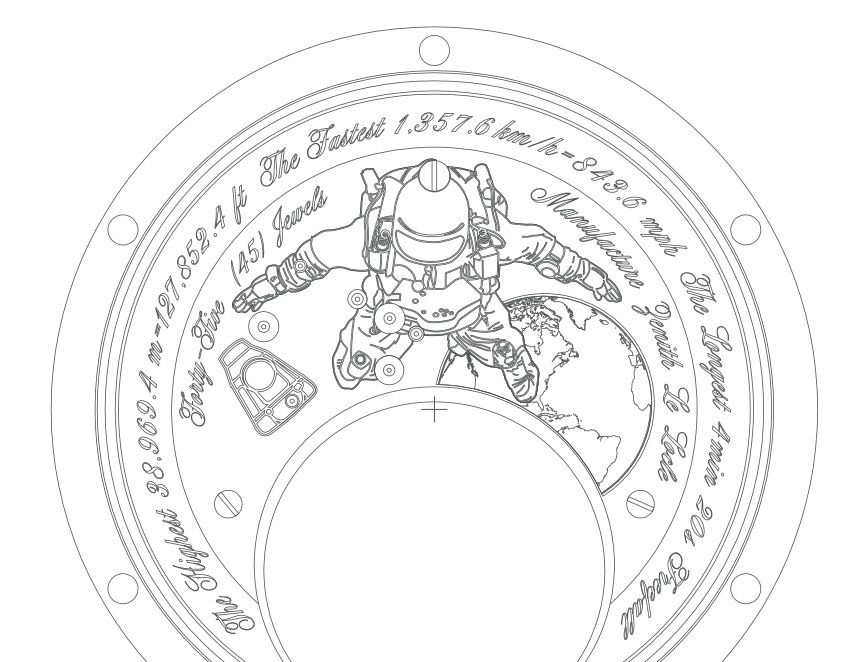 The Highest 38.969.4 m =127,852.4 ft The Fastest 1,357.6 km/h=843.6 mph The Longest 4min 20s Freefall
Forty-Five (45) Jewels
Manufacture Zenith Le Locle